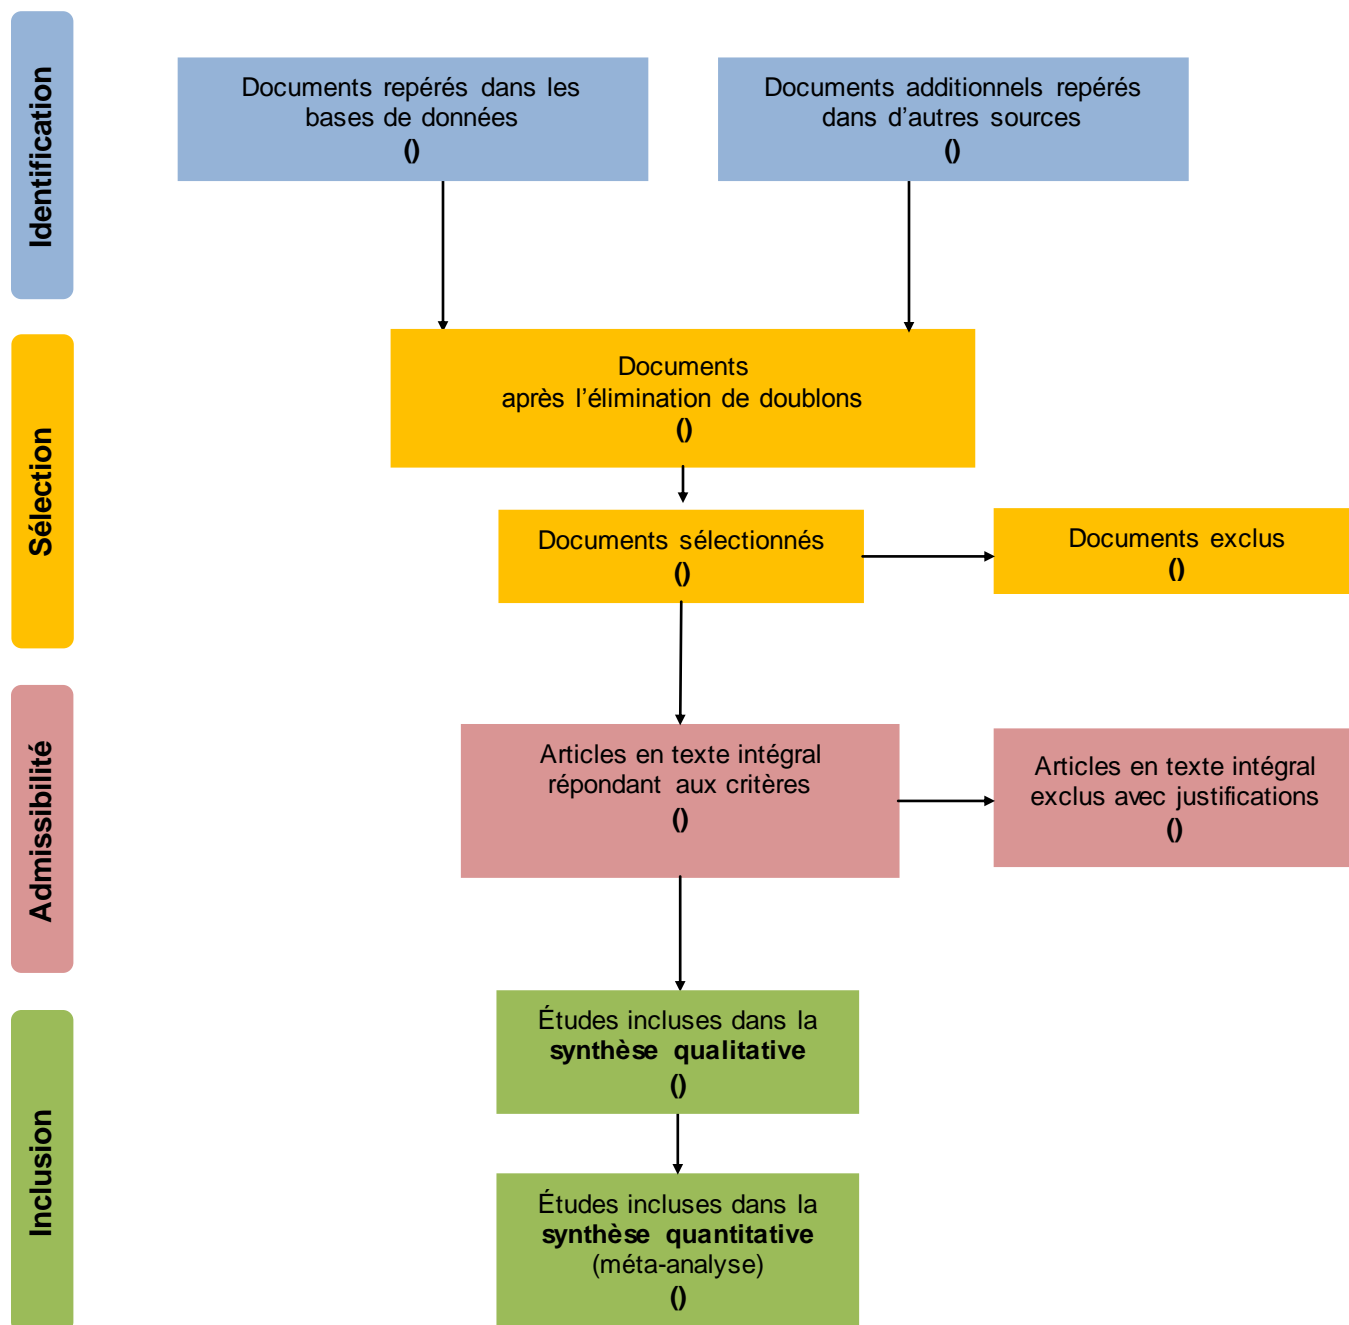 Identification
Documents repérés dans les
bases de données
()
Documents additionnels repérés
dans d'autres sources
()
Sélection
Documents
après l'élimination de doublons
()
Documents sélectionnés
()
Documents exclus
()
Admissibilité
Articles en texte intégral
répondant aux critères
()
Articles en texte intégral
exclus avec justifications
()
Inclusion
Études incluses dans la
synthèse qualitative
()
Études incluses dans la
synthèse quantitative
(méta-analyse)
()